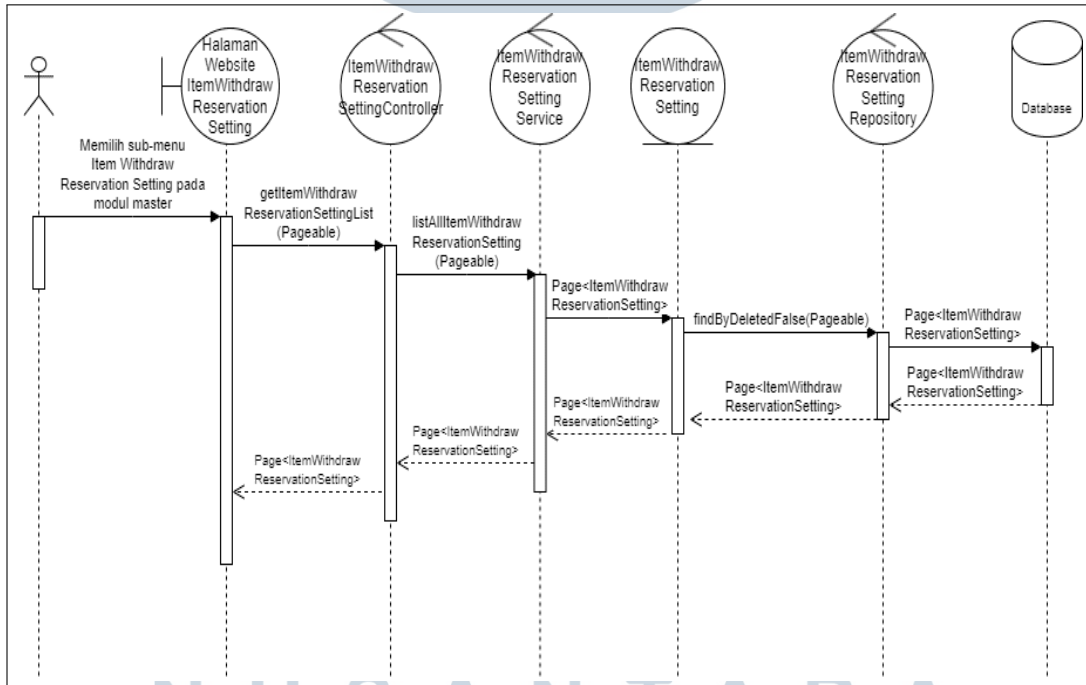 Halaman
Website
ItemWithdraw
Reservation
Setting
ItemWithdraw
Reservation
SettingController
ItemWithdraw
Reservation
Setting
Service
ItemWithdraw
Reservation
Setting
ItemWithdraw
Reservation
Setting
Repository
Database
Memilih sub-menu
Item Withdraw
Reservation Setting pada
modul master
getItemWithdraw
ReservationSettingList
(Pageable)
listAllItemWithdraw
ReservationSetting
(Pageable)
Page<ItemWithdraw
ReservationSetting>
findByDeletedFalse(Pageable)
Page<ItemWithdraw
ReservationSetting>
Page<ItemWithdraw
ReservationSetting>
Page<ItemWithdraw
ReservationSetting>
Page<ItemWithdraw
ReservationSetting>
Page<ItemWithdraw
ReservationSetting>
Page<ItemWithdraw
ReservationSetting>
NUSANTARA